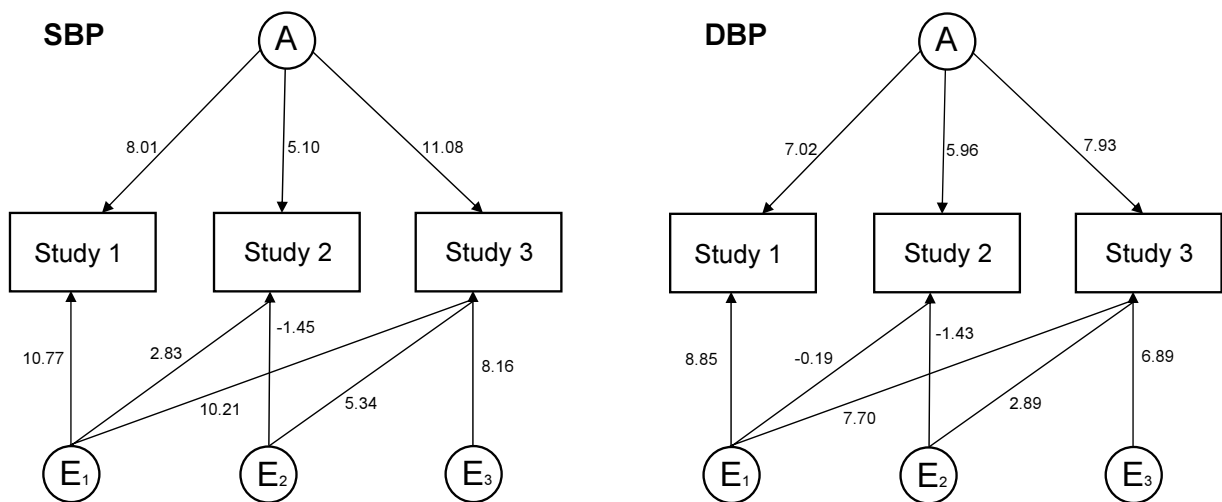 SBP
A
8.01
5.10
11.08
Study 1
Study 2
Study 3
10.77
2.83
-1.45
10.21
5.34
8.16
E1
E2
E3
DBP
A
7.02
5.96
7.93
Study 1
Study 2
Study 3
8.85
-0.19
-1.43
7.70
2.89
6.89
E1
E2
E3